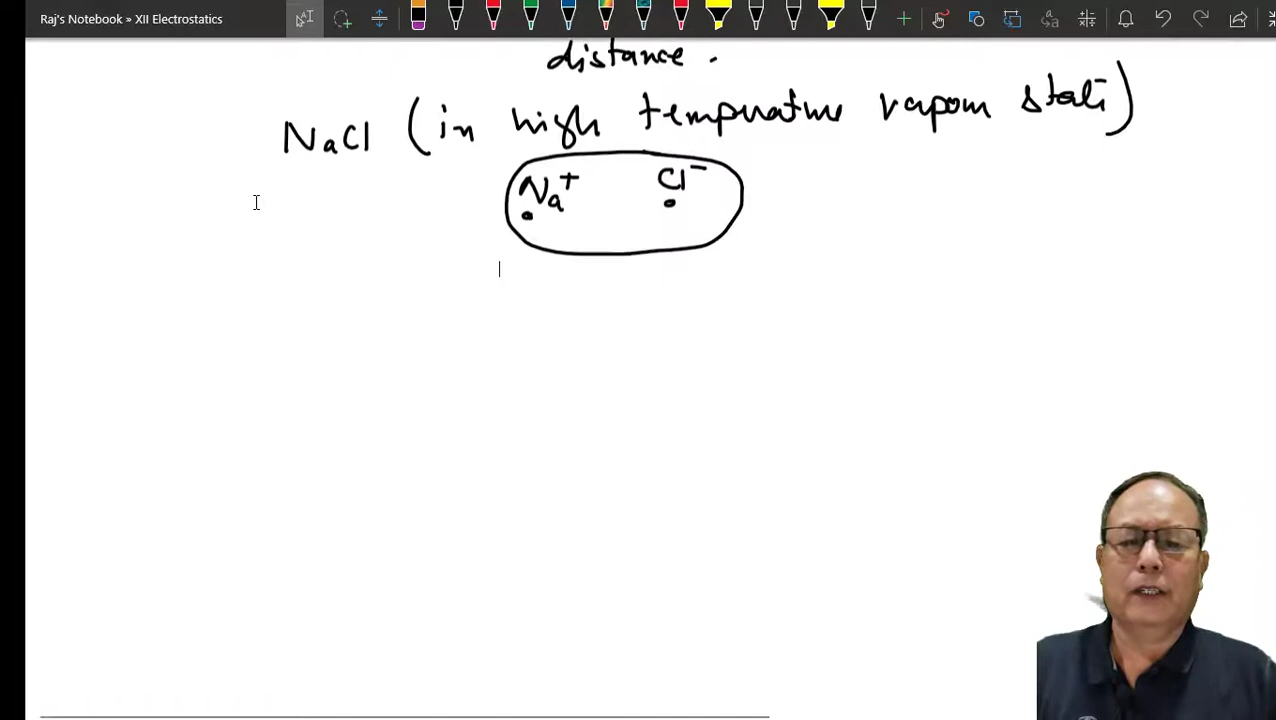 Raj's Notebook » XII Electrostatics
distance.
NaCl (in high temperature vapour state)
Na+ Cl−